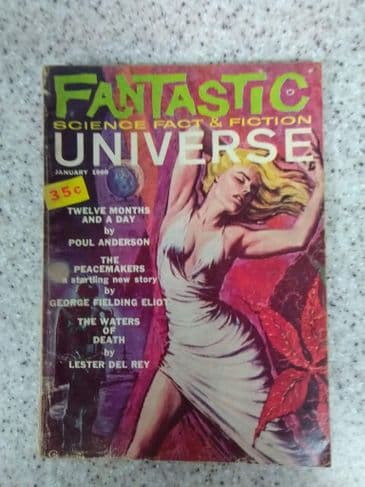 FANTASTIC
SCIENCE FACT & FICTION
UNIVERSE
JANUARY 1960
35¢
TWELVE MONTHS
AND A DAY
by
POUL ANDERSON
THE
PEACEMAKERS
a startling new story
by
GEORGE FIELDING ELIOT
THE WATERS
OF
DEATH
by
LESTER DEL REY